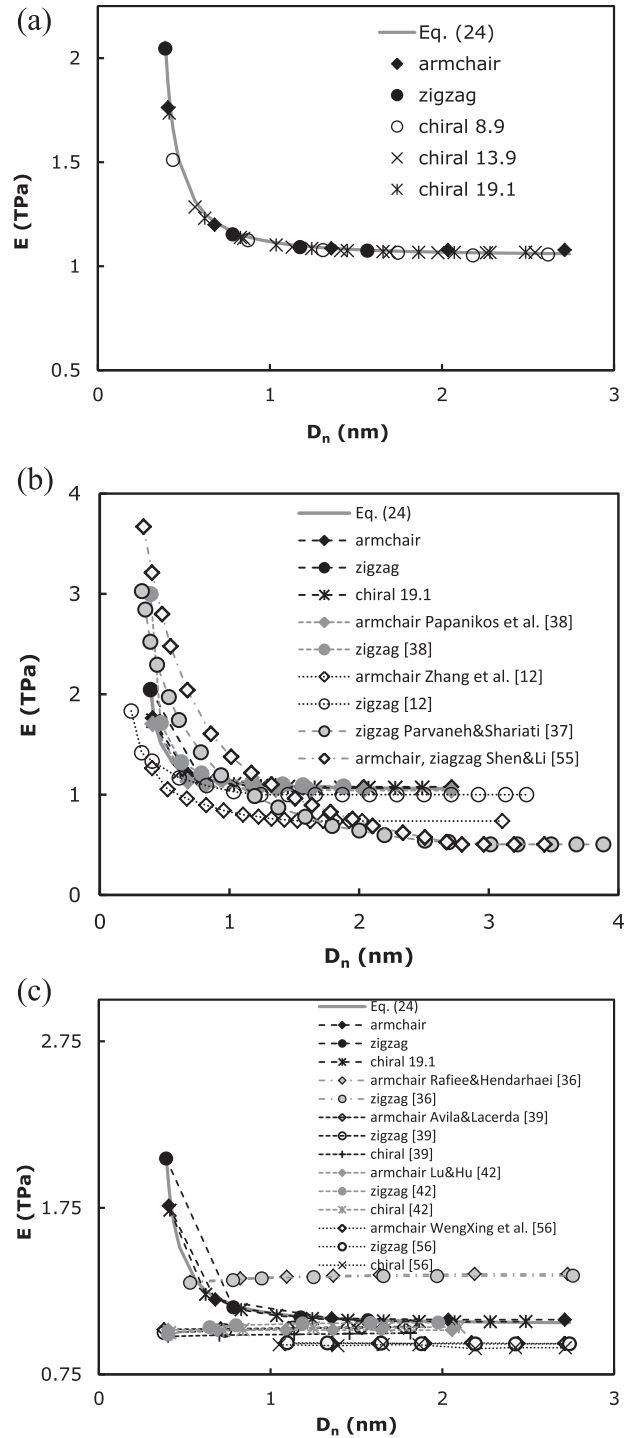 (a)
2
1.5
1
0.5
E (TPa)
Eq. (24)
armchair
zigzag
chiral 8.9
chiral 13.9
chiral 19.1
0 1 2 3
Dn (nm)
(b)
4
3
2
1
0
E (TPa)
Eq. (24)
armchair
zigzag
chiral 19.1
armchair Papanikos et al. [38]
zigzag [38]
armchair Zhang et al. [12]
zigzag [12]
zigzag Parvaneh&Shariati [37]
armchair, ziagzag Shen&Li [55]
0 1 2 3 4
Dn (nm)
(c)
2.75
1.75
0.75
E (TPa)
Eq. (24)
armchair
zigzag
chiral 19.1
armchair Rafiee&Hendarhaei [36]
zigzag [36]
armchair Avila&Lacerda [39]
zigzag [39]
chiral [39]
armchair Lu&Hu [42]
zigzag [42]
chiral [42]
armchair WengXing et al. [56]
zigzag [56]
chiral [56]
0 1 2 3
Dn (nm)